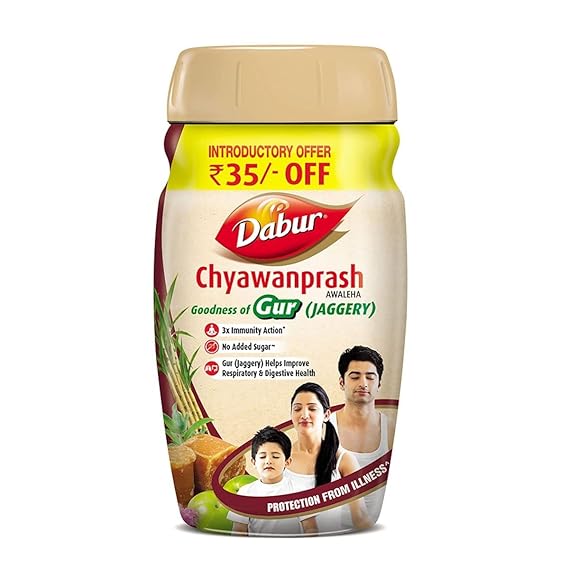 INTRODUCTORY OFFER
₹35/- OFF
Dabur®
Chyawanprash
AWALEHA
Goodness of Gur (JAGGERY)
3x Immunity Action*
No Added Sugar~
Gur (Jaggery) Helps Improve
Respiratory & Digestive Health
PROTECTION FROM ILLNESS^